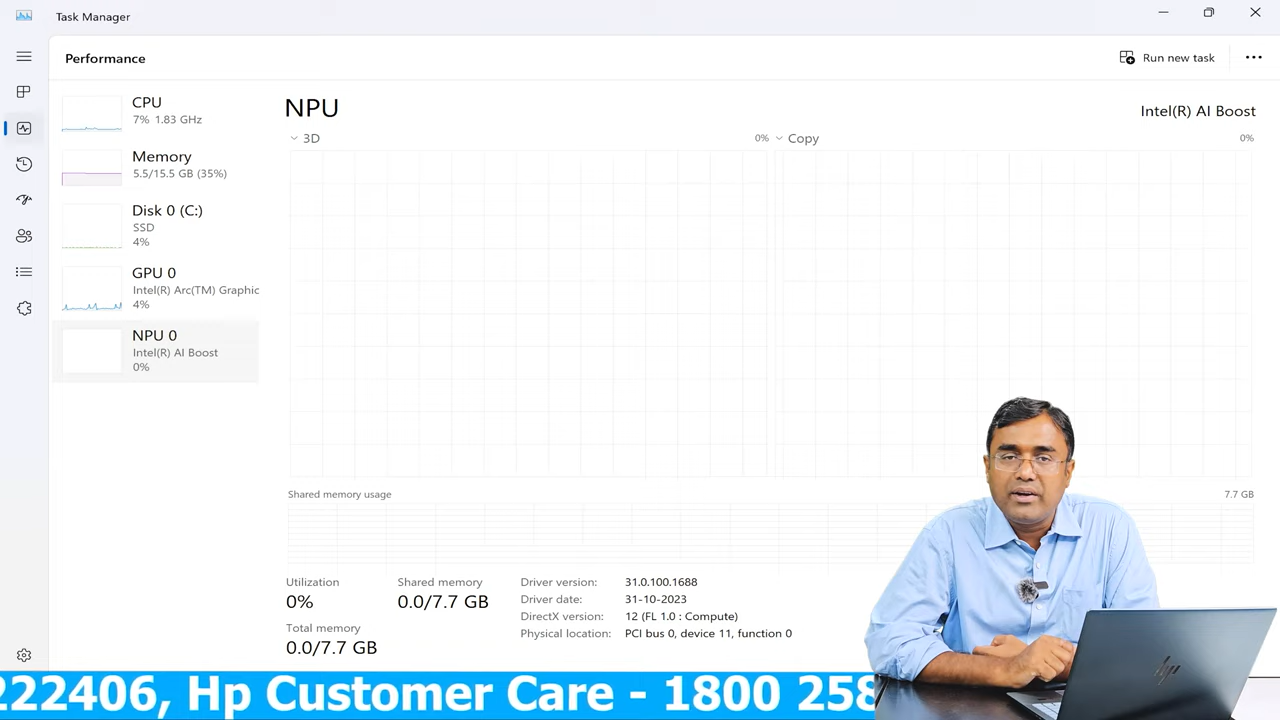 Task Manager
Performance
Run new task
CPU
7% 1.83 GHz
Memory
5.5/15.5 GB (35%)
Disk 0 (C:)
SSD
4%
GPU 0
Intel(R) Arc(TM) Graphic
4%
NPU 0
Intel(R) AI Boost
0%
NPU
Intel(R) AI Boost
3D 0%
Copy 0%
Shared memory usage 7.7 GB
Utilization
0%
Shared memory
0.0/7.7 GB
Total memory
0.0/7.7 GB
Driver version: 31.0.100.1688
Driver date: 31-10-2023
DirectX version: 12 (FL 1.0 : Compute)
Physical location: PCI bus 0, device 11, function 0
hp
222406, Hp Customer Care - 1800 258